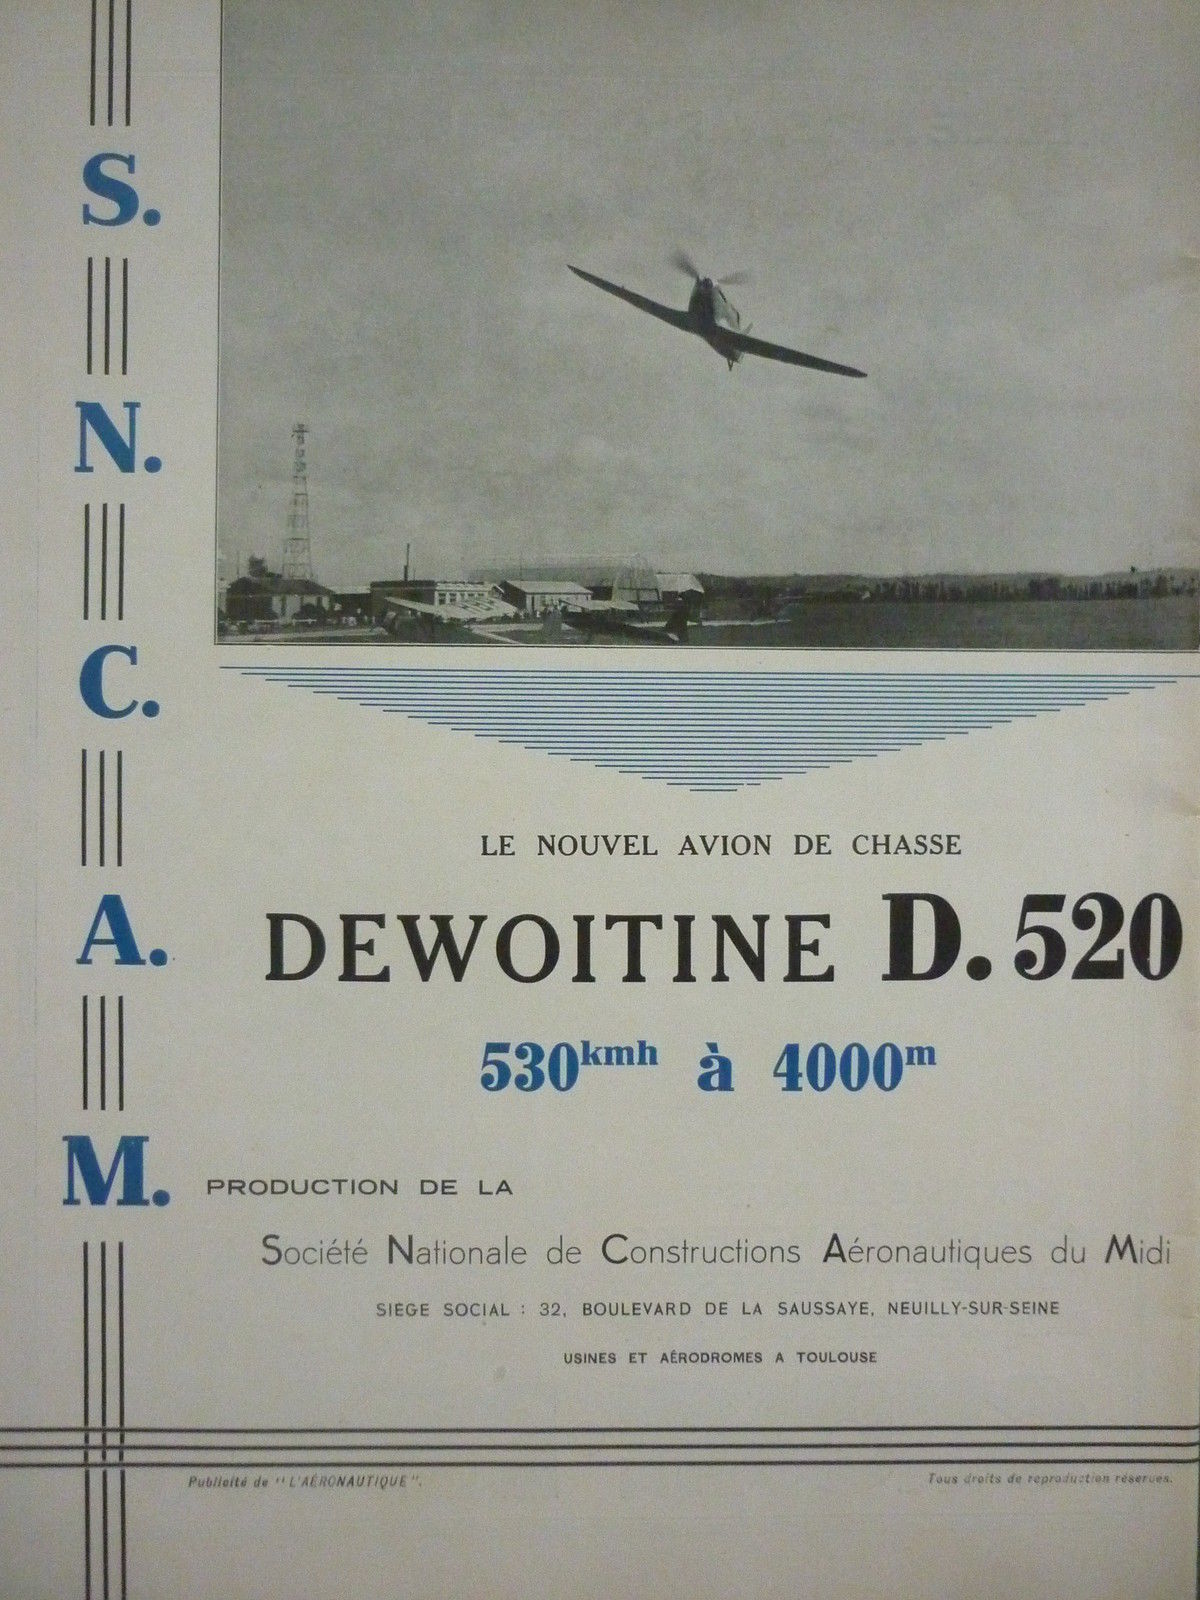 S.
N.
C.
A.
M.
LE NOUVEL AVION DE CHASSE
DEWOITINE D. 520
530kmh à 4000m
PRODUCTION DE LA
Société Nationale de Constructions Aéronautiques du Midi
SIÈGE SOCIAL : 32, BOULEVARD DE LA SAUSSAYE, NEUILLY-SUR-SEINE
USINES ET AÉRODROMES A TOULOUSE
Publicité de "L'AÉRONAUTIQUE".
Tous droits de reproduction réservés.